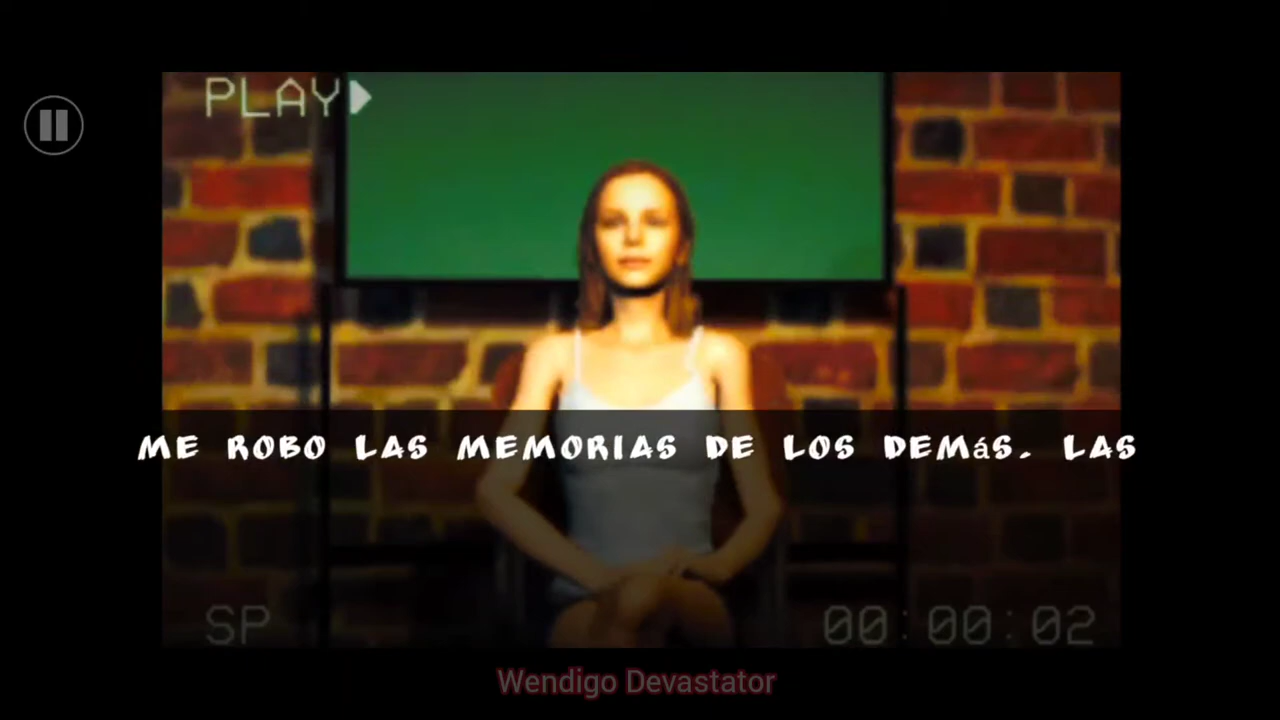 PLAY
ME ROBO LAS MEMORIAS DE LOS DEMáS. LAS
SP 00:00:02
Wendigo Devastator